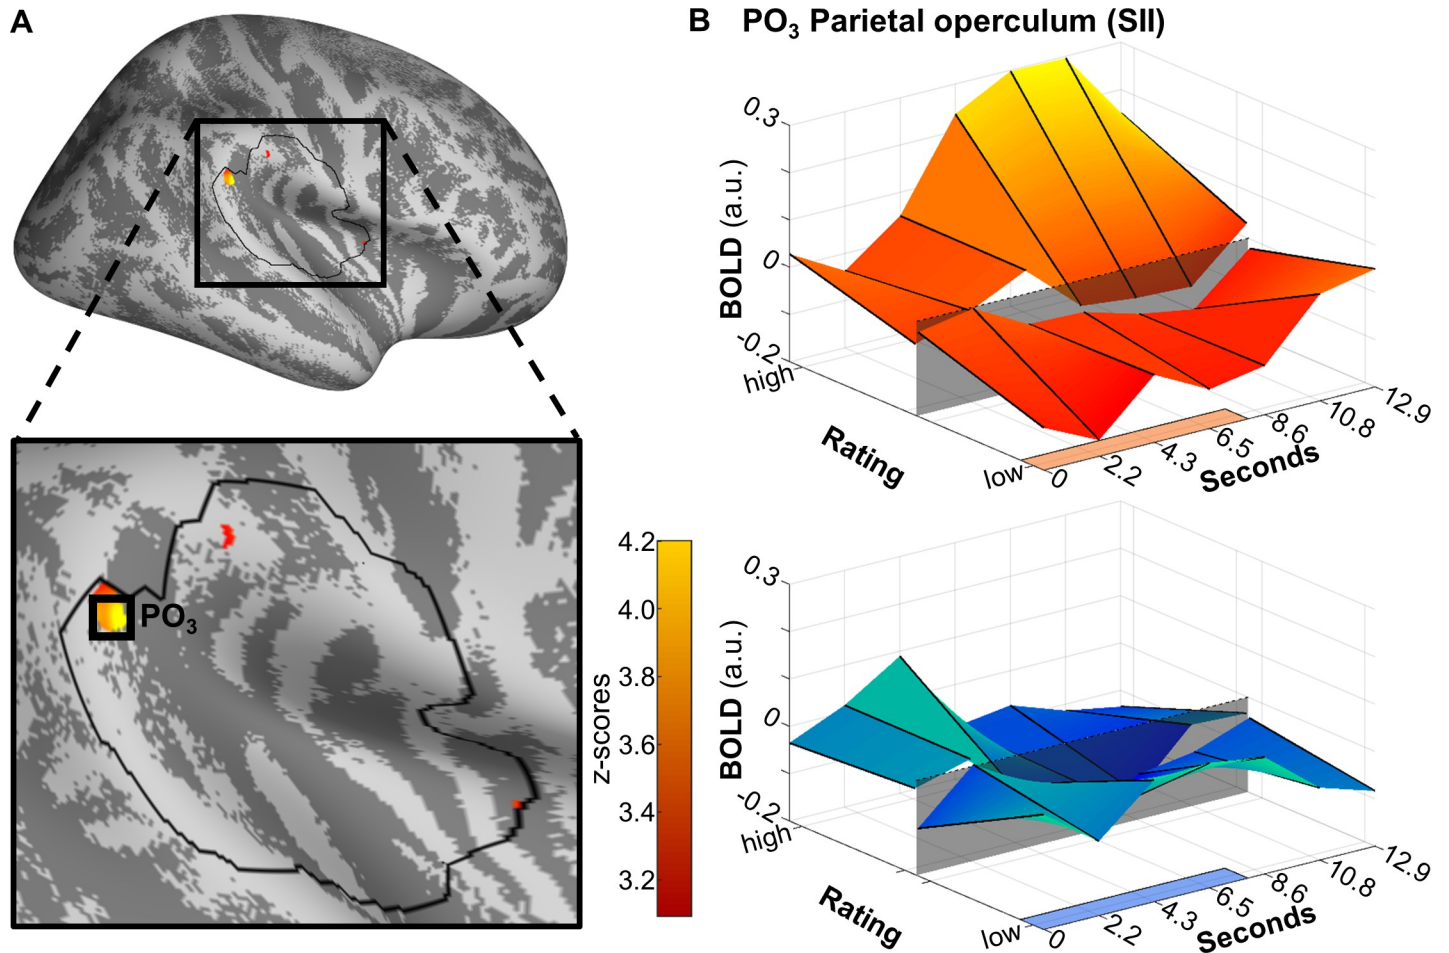 A
B PO₃ Parietal operculum (SII)
0.3
0
-0.2
BOLD (a.u.)
high
low
Rating
0
2.2
4.3
6.5
8.6
10.8
12.9
Seconds
PO₃
4.2
4.0
3.8
3.6
3.4
3.2
z-scores
0.3
0
-0.2
BOLD (a.u.)
high
low
Rating
0
2.2
4.3
6.5
8.6
10.8
12.9
Seconds